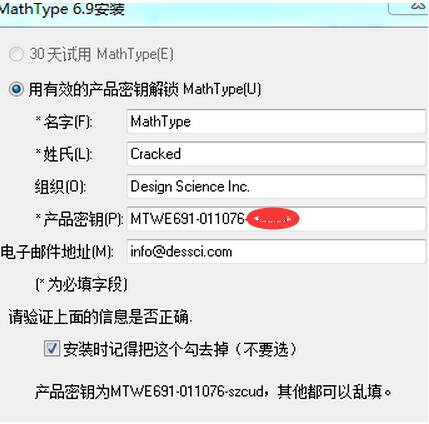 MathType 6.9安装
30天试用 MathType(E)
用有效的产品密钥解锁 MathType(U)
*名字(F): MathType
*姓氏(L): Cracked
组织(O): Design Science Inc.
*产品密钥(P): MTWE691-011076-
电子邮件地址(M): info@dessci.com
(*为必填字段)
请验证上面的信息是否正确.
安装时记得把这个勾去掉（不要选）
产品密钥为MTWE691-011076-szcud，其他都可以乱填。